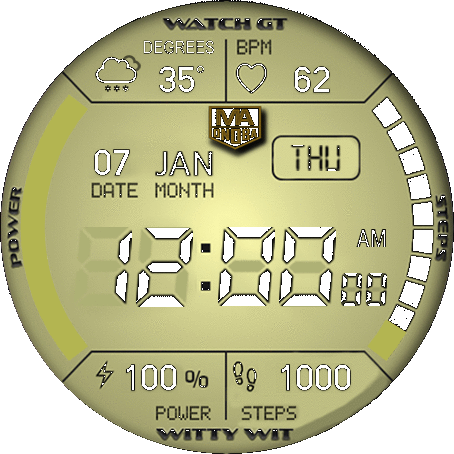 WATCH GT
DEGREES BPM
35° 62
MA
07 JAN THU
DATE MONTH
POWER
STEPS
12:00 AM
00
100 % 1000
POWER STEPS
WITTY WIT